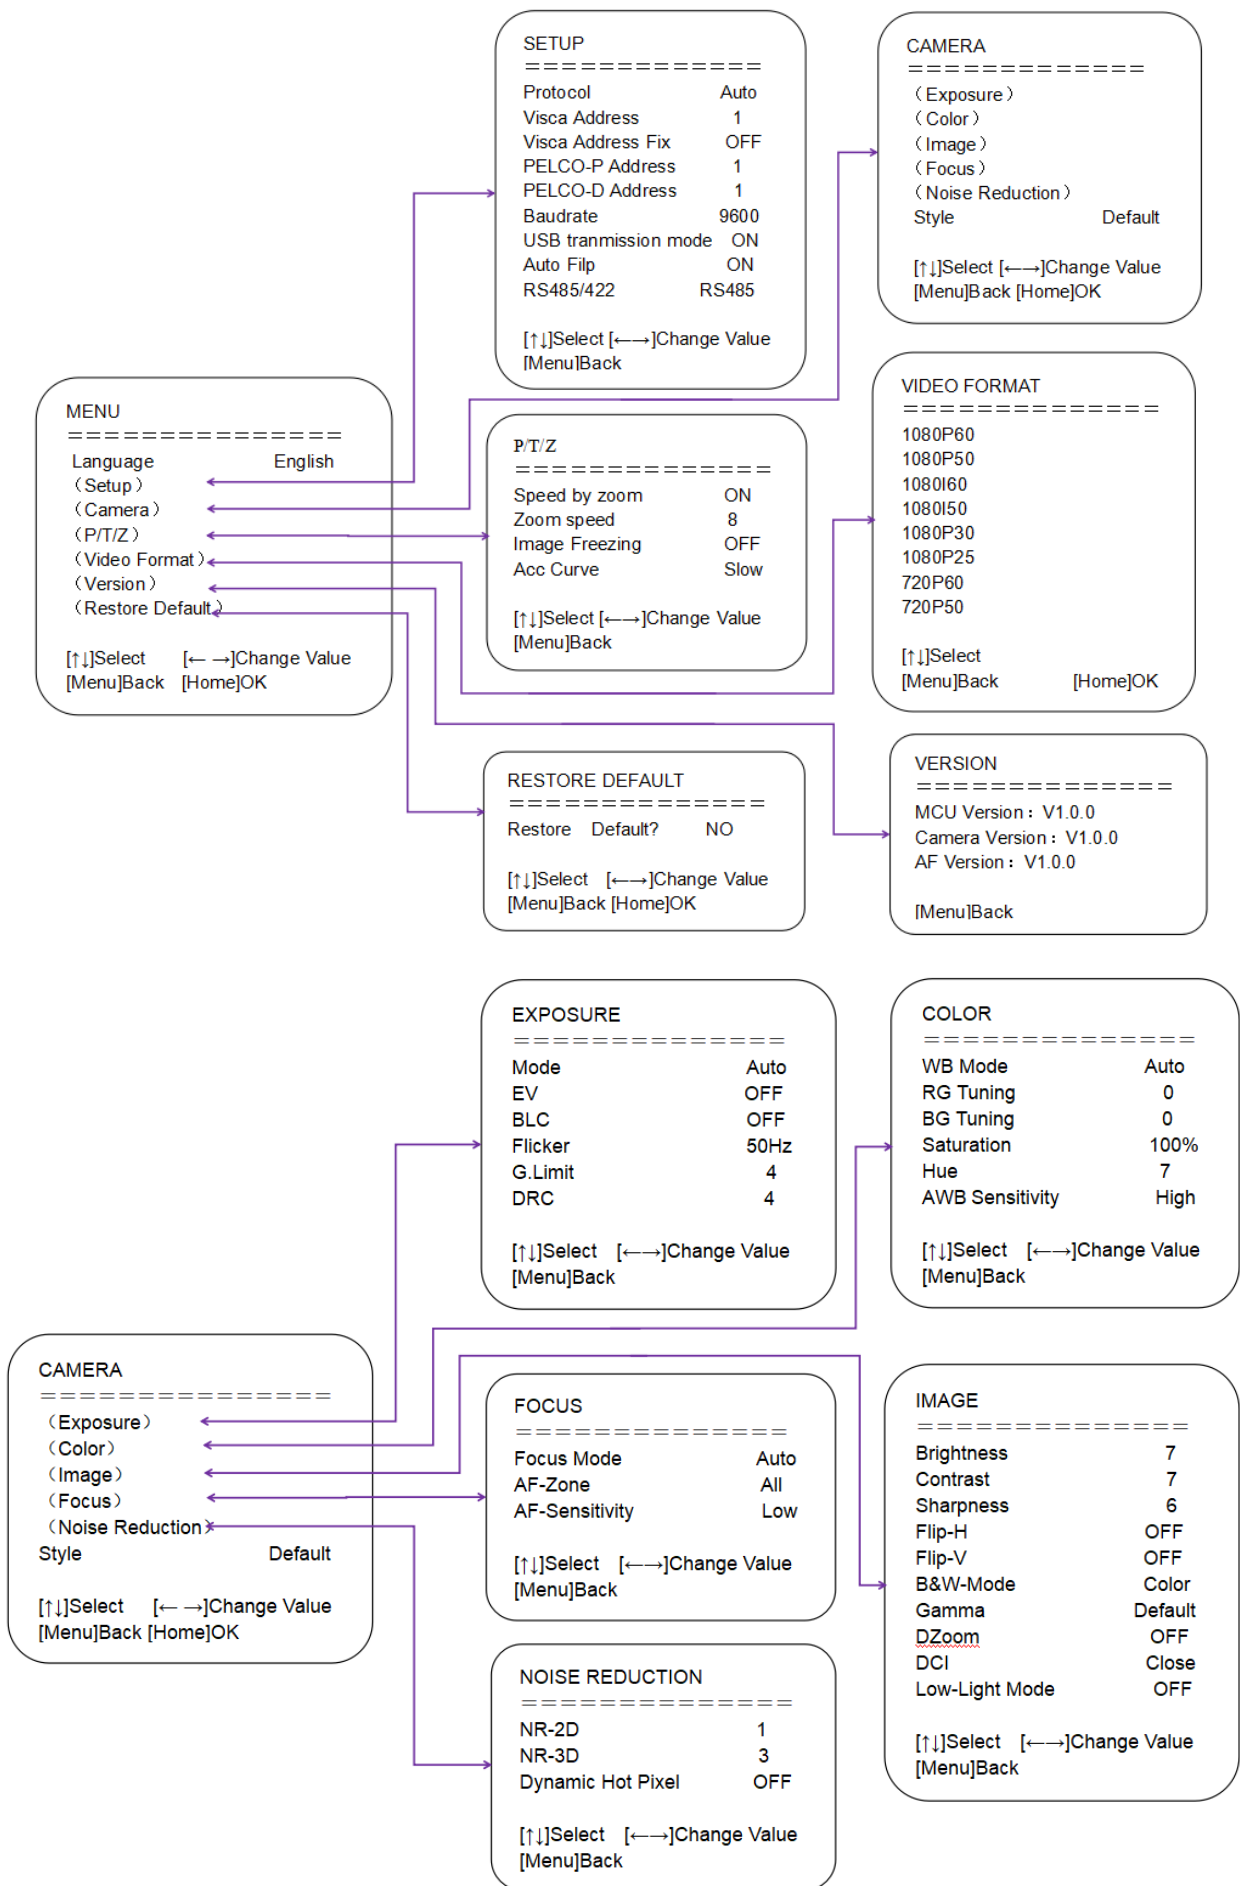 SETUP
=============
Protocol Auto
Visca Address 1
Visca Address Fix OFF
PELCO-P Address 1
PELCO-D Address 1
Baudrate 9600
USB tranmission mode ON
Auto Filp ON
RS485/422 RS485
[↑↓]Select [←→]Change Value
[Menu]Back
CAMERA
=============
（Exposure）
（Color）
（Image）
（Focus）
（Noise Reduction）
Style Default
[↑↓]Select [←→]Change Value
[Menu]Back [Home]OK
MENU
===============
Language English
（Setup）
（Camera）
（P/T/Z）
（Video Format）
（Version）
（Restore Default）
[↑↓]Select [← →]Change Value
[Menu]Back [Home]OK
P/T/Z
==============
Speed by zoom ON
Zoom speed 8
Image Freezing OFF
Acc Curve Slow
[↑↓]Select [←→]Change Value
[Menu]Back
VIDEO FORMAT
==============
1080P60
1080P50
1080I60
1080I50
1080P30
1080P25
720P60
720P50
[↑↓]Select
[Menu]Back [Home]OK
RESTORE DEFAULT
==============
Restore Default? NO
[↑↓]Select [←→]Change Value
[Menu]Back [Home]OK
VERSION
==============
MCU Version：V1.0.0
Camera Version：V1.0.0
AF Version：V1.0.0
[Menu]Back
EXPOSURE
==============
Mode Auto
EV OFF
BLC OFF
Flicker 50Hz
G.Limit 4
DRC 4
[↑↓]Select [←→]Change Value
[Menu]Back
COLOR
==============
WB Mode Auto
RG Tuning 0
BG Tuning 0
Saturation 100%
Hue 7
AWB Sensitivity High
[↑↓]Select [←→]Change Value
[Menu]Back
CAMERA
===============
（Exposure）
（Color）
（Image）
（Focus）
（Noise Reduction）
Style Default
[↑↓]Select [← →]Change Value
[Menu]Back [Home]OK
FOCUS
==============
Focus Mode Auto
AF-Zone All
AF-Sensitivity Low
[↑↓]Select [←→]Change Value
[Menu]Back
IMAGE
==============
Brightness 7
Contrast 7
Sharpness 6
Flip-H OFF
Flip-V OFF
B&W-Mode Color
Gamma Default
DZoom OFF
DCI Close
Low-Light Mode OFF
[↑↓]Select [←→]Change Value
[Menu]Back
NOISE REDUCTION
==============
NR-2D 1
NR-3D 3
Dynamic Hot Pixel OFF
[↑↓]Select [←→]Change Value
[Menu]Back